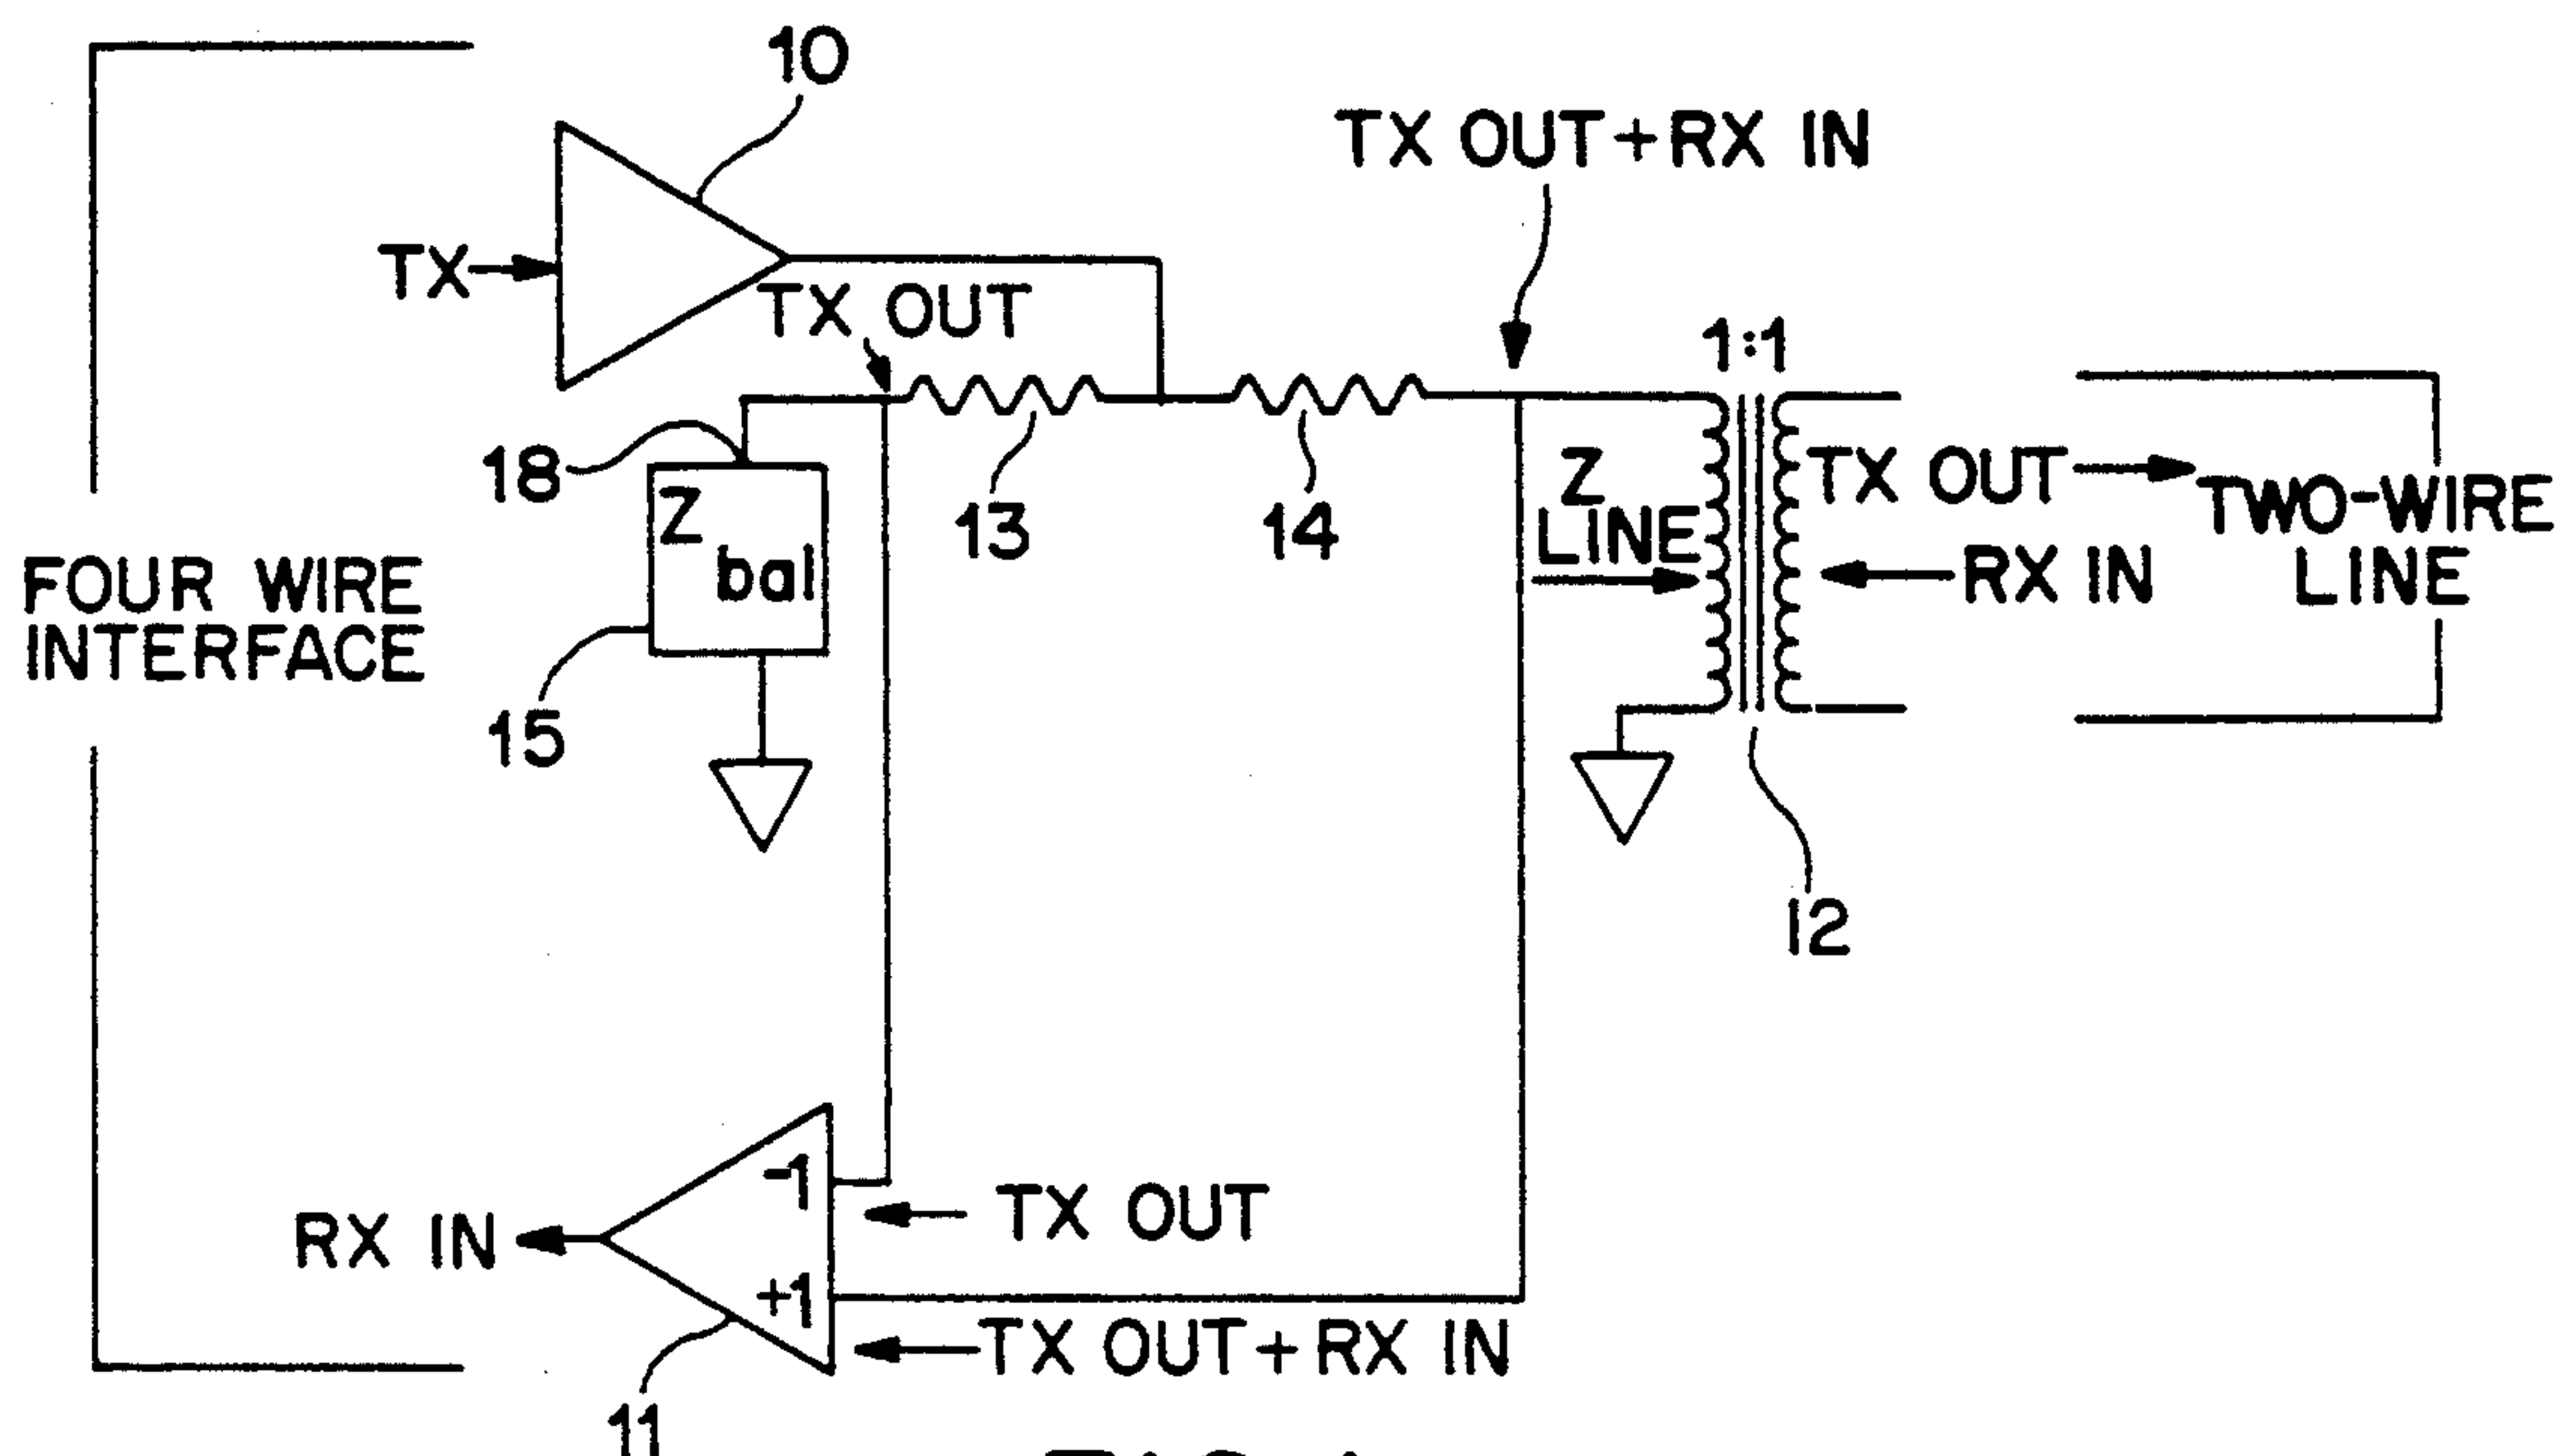 10
TX OUT+RX IN
TX
TX OUT
1:1
18
Z
bal
13
14
Z
LINE
TX OUT
TWO-WIRE
LINE
RX IN
FOUR WIRE
INTERFACE
15
12
-1
TX OUT
RX IN
+1
TX OUT+RX IN
11